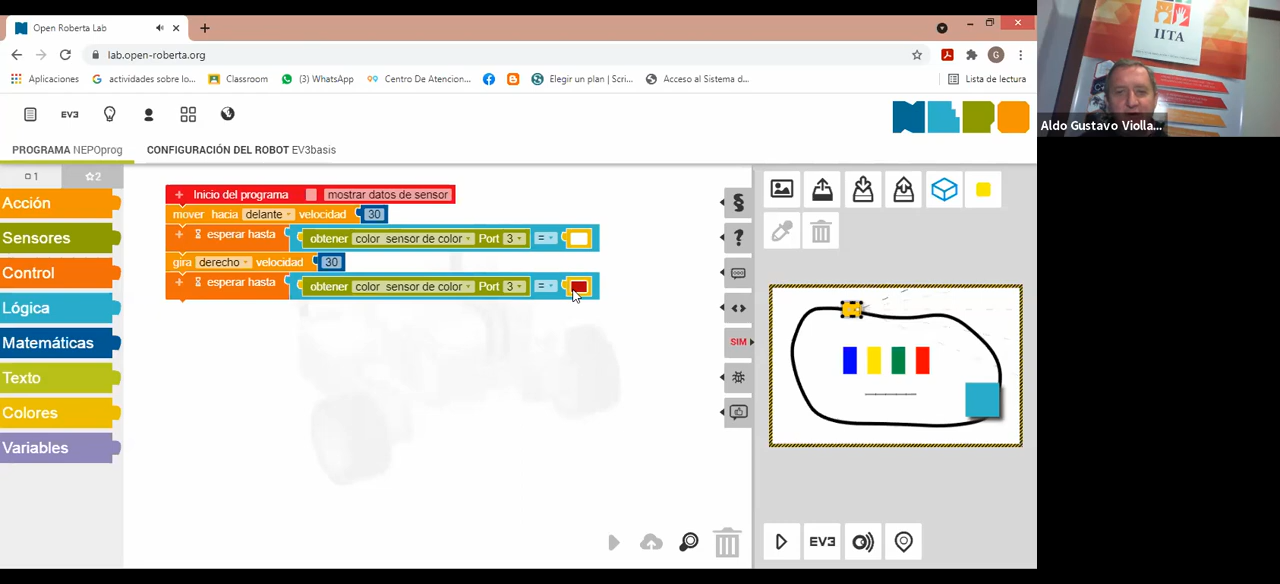 Open Roberta Lab
lab.open-roberta.org
Aplicaciones
actividades sobre lo...
Classroom
(3) WhatsApp
Centro De Atencion...
Elegir un plan | Scri...
Acceso al Sistema d...
Lista de lectura
G
EV3
PROGRAMA NEPOprog
CONFIGURACIÓN DEL ROBOT EV3basis
1
2
Acción
Sensores
Control
Lógica
Matemáticas
Texto
Colores
Variables
+ Inicio del programa mostrar datos de sensor
mover hacia delante velocidad 30
+ esperar hasta obtener color sensor de color Port 3 =
gira derecho velocidad 30
+ esperar hasta obtener color sensor de color Port 3 =
§
?
< >
SIM
EV3
IITA
Aldo Gustavo Violla...